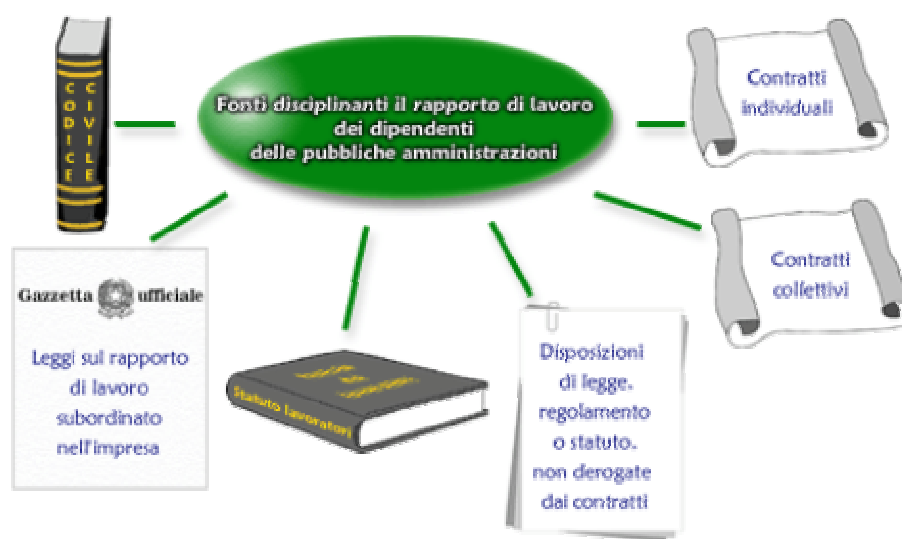 CODICE
CIVILE
Fonti disciplinanti il rapporto di lavoro
dei dipendenti
delle pubbliche amministrazioni
Contratti
individuali
Contratti
collettivi
Gazzetta ufficiale
Leggi sul rapporto
di lavoro
subordinato
nell'impresa
Statuto lavoratori
Disposizioni
di legge,
regolamento
o statuto,
non derogate
dai contratti